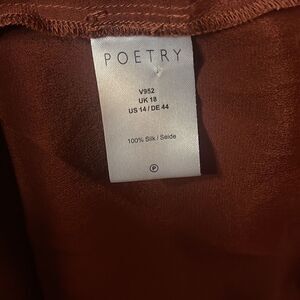 POETRY
V952
UK 18
US 14 / DE 44
100% Silk / Seide
P